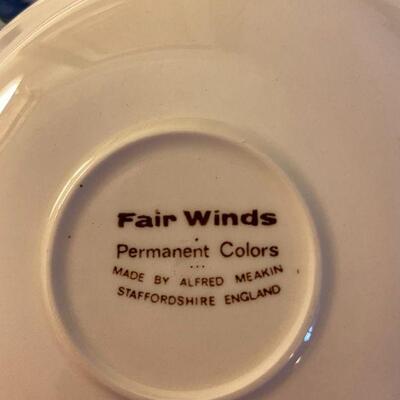 Fair Winds
Permanent Colors
...
MADE BY ALFRED MEAKIN
STAFFORDSHIRE ENGLAND